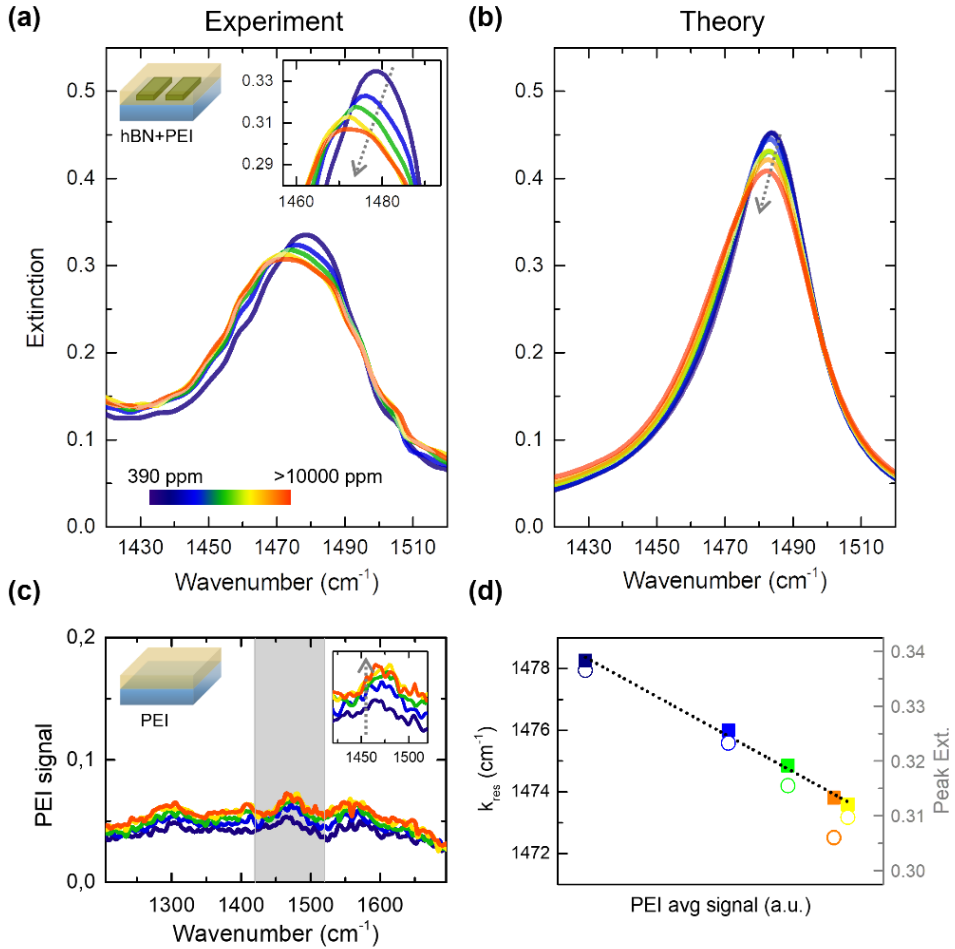 (a)
Experiment
(b)
Theory
0.5
0.4
0.3
0.2
0.1
0.0
Extinction
hBN+PEI
0.33
0.31
0.29
1460
1480
390 ppm
>10000 ppm
1430
1450
1470
1490
1510
Wavenumber (cm-1)
0.5
0.4
0.3
0.2
0.1
0.0
1430
1450
1470
1490
1510
Wavenumber (cm-1)
(c)
0,2
0,1
0,0
PEI signal
PEI
1450
1500
1300
1400
1500
1600
Wavenumber (cm-1)
(d)
1478
1476
1474
1472
kres (cm-1)
0.34
0.33
0.32
0.31
0.30
Peak Ext.
PEI avg signal (a.u.)